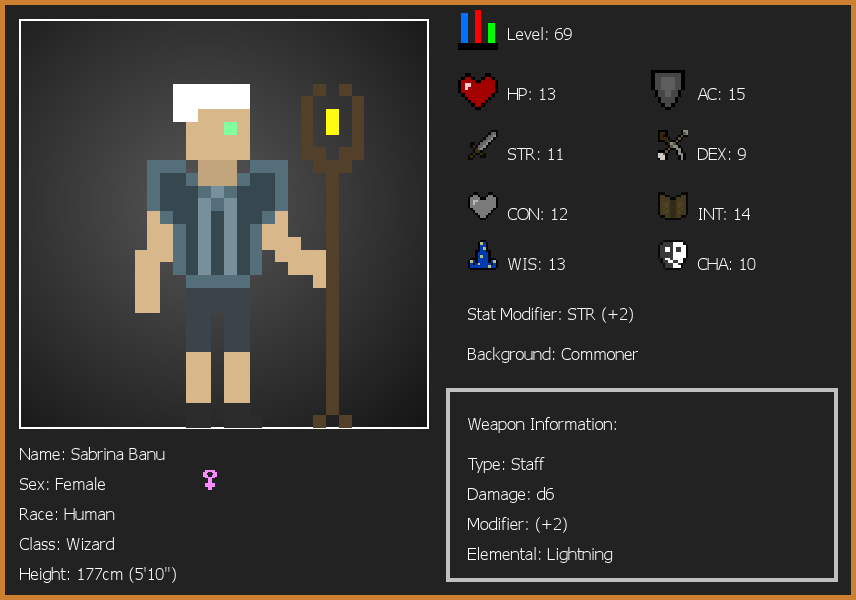 Level: 69
HP: 13
AC: 15
STR: 11
DEX: 9
CON: 12
INT: 14
WIS: 13
CHA: 10
Stat Modifier: STR (+2)
Background: Commoner
Weapon Information:
Type: Staff
Damage: d6
Modifier: (+2)
Elemental: Lightning
Name: Sabrina Banu
Sex: Female
Race: Human
Class: Wizard
Height: 177cm (5'10")